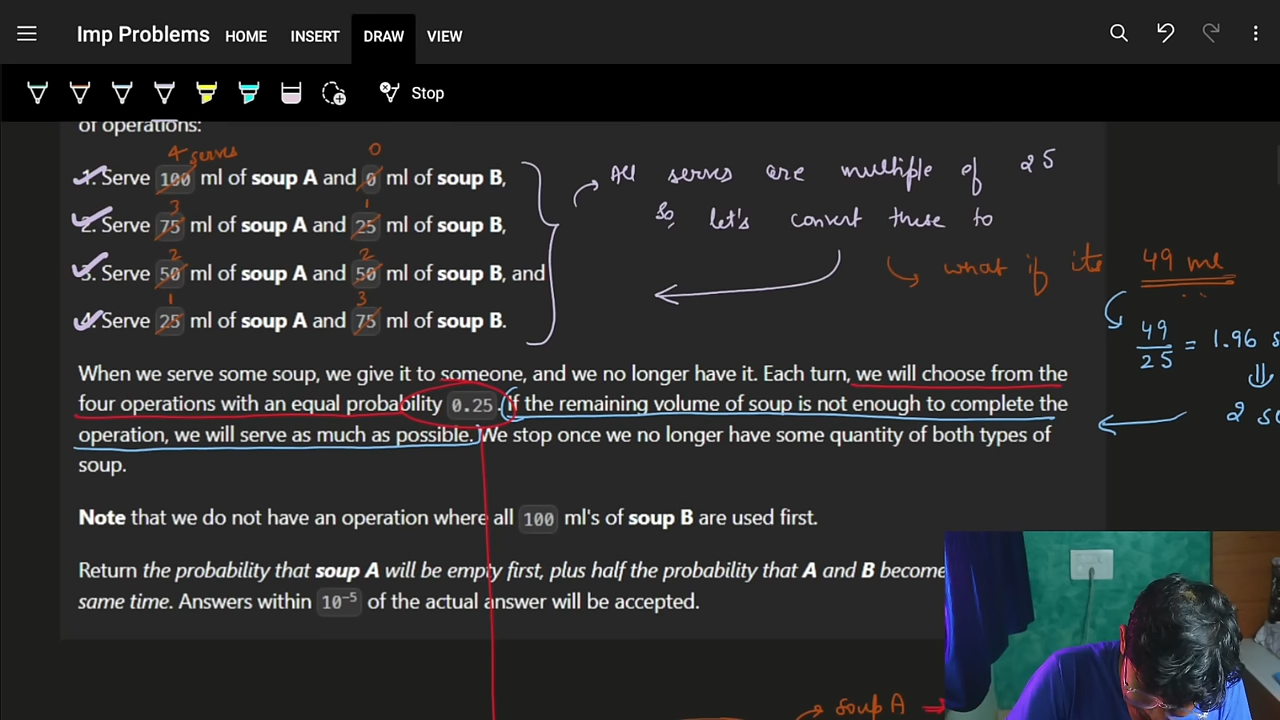 Imp Problems HOME INSERT DRAW VIEW
Stop
of operations:
4 serves 0
1. Serve 100 ml of soup A and 0 ml of soup B,
3 1
2. Serve 75 ml of soup A and 25 ml of soup B,
2 2
3. Serve 50 ml of soup A and 50 ml of soup B, and
1 3
4. Serve 25 ml of soup A and 75 ml of soup B.
All serves are multiple of 25
So, let's convert these to
what if its 49 ml
49/25 = 1.96 s
2 se
When we serve some soup, we give it to someone, and we no longer have it. Each turn, we will choose from the
four operations with an equal probability 0.25. If the remaining volume of soup is not enough to complete the
operation, we will serve as much as possible. We stop once we no longer have some quantity of both types of
soup.
Note that we do not have an operation where all 100 ml's of soup B are used first.
Return the probability that soup A will be empty first, plus half the probability that A and B become
same time. Answers within 10⁻⁵ of the actual answer will be accepted.
soup A